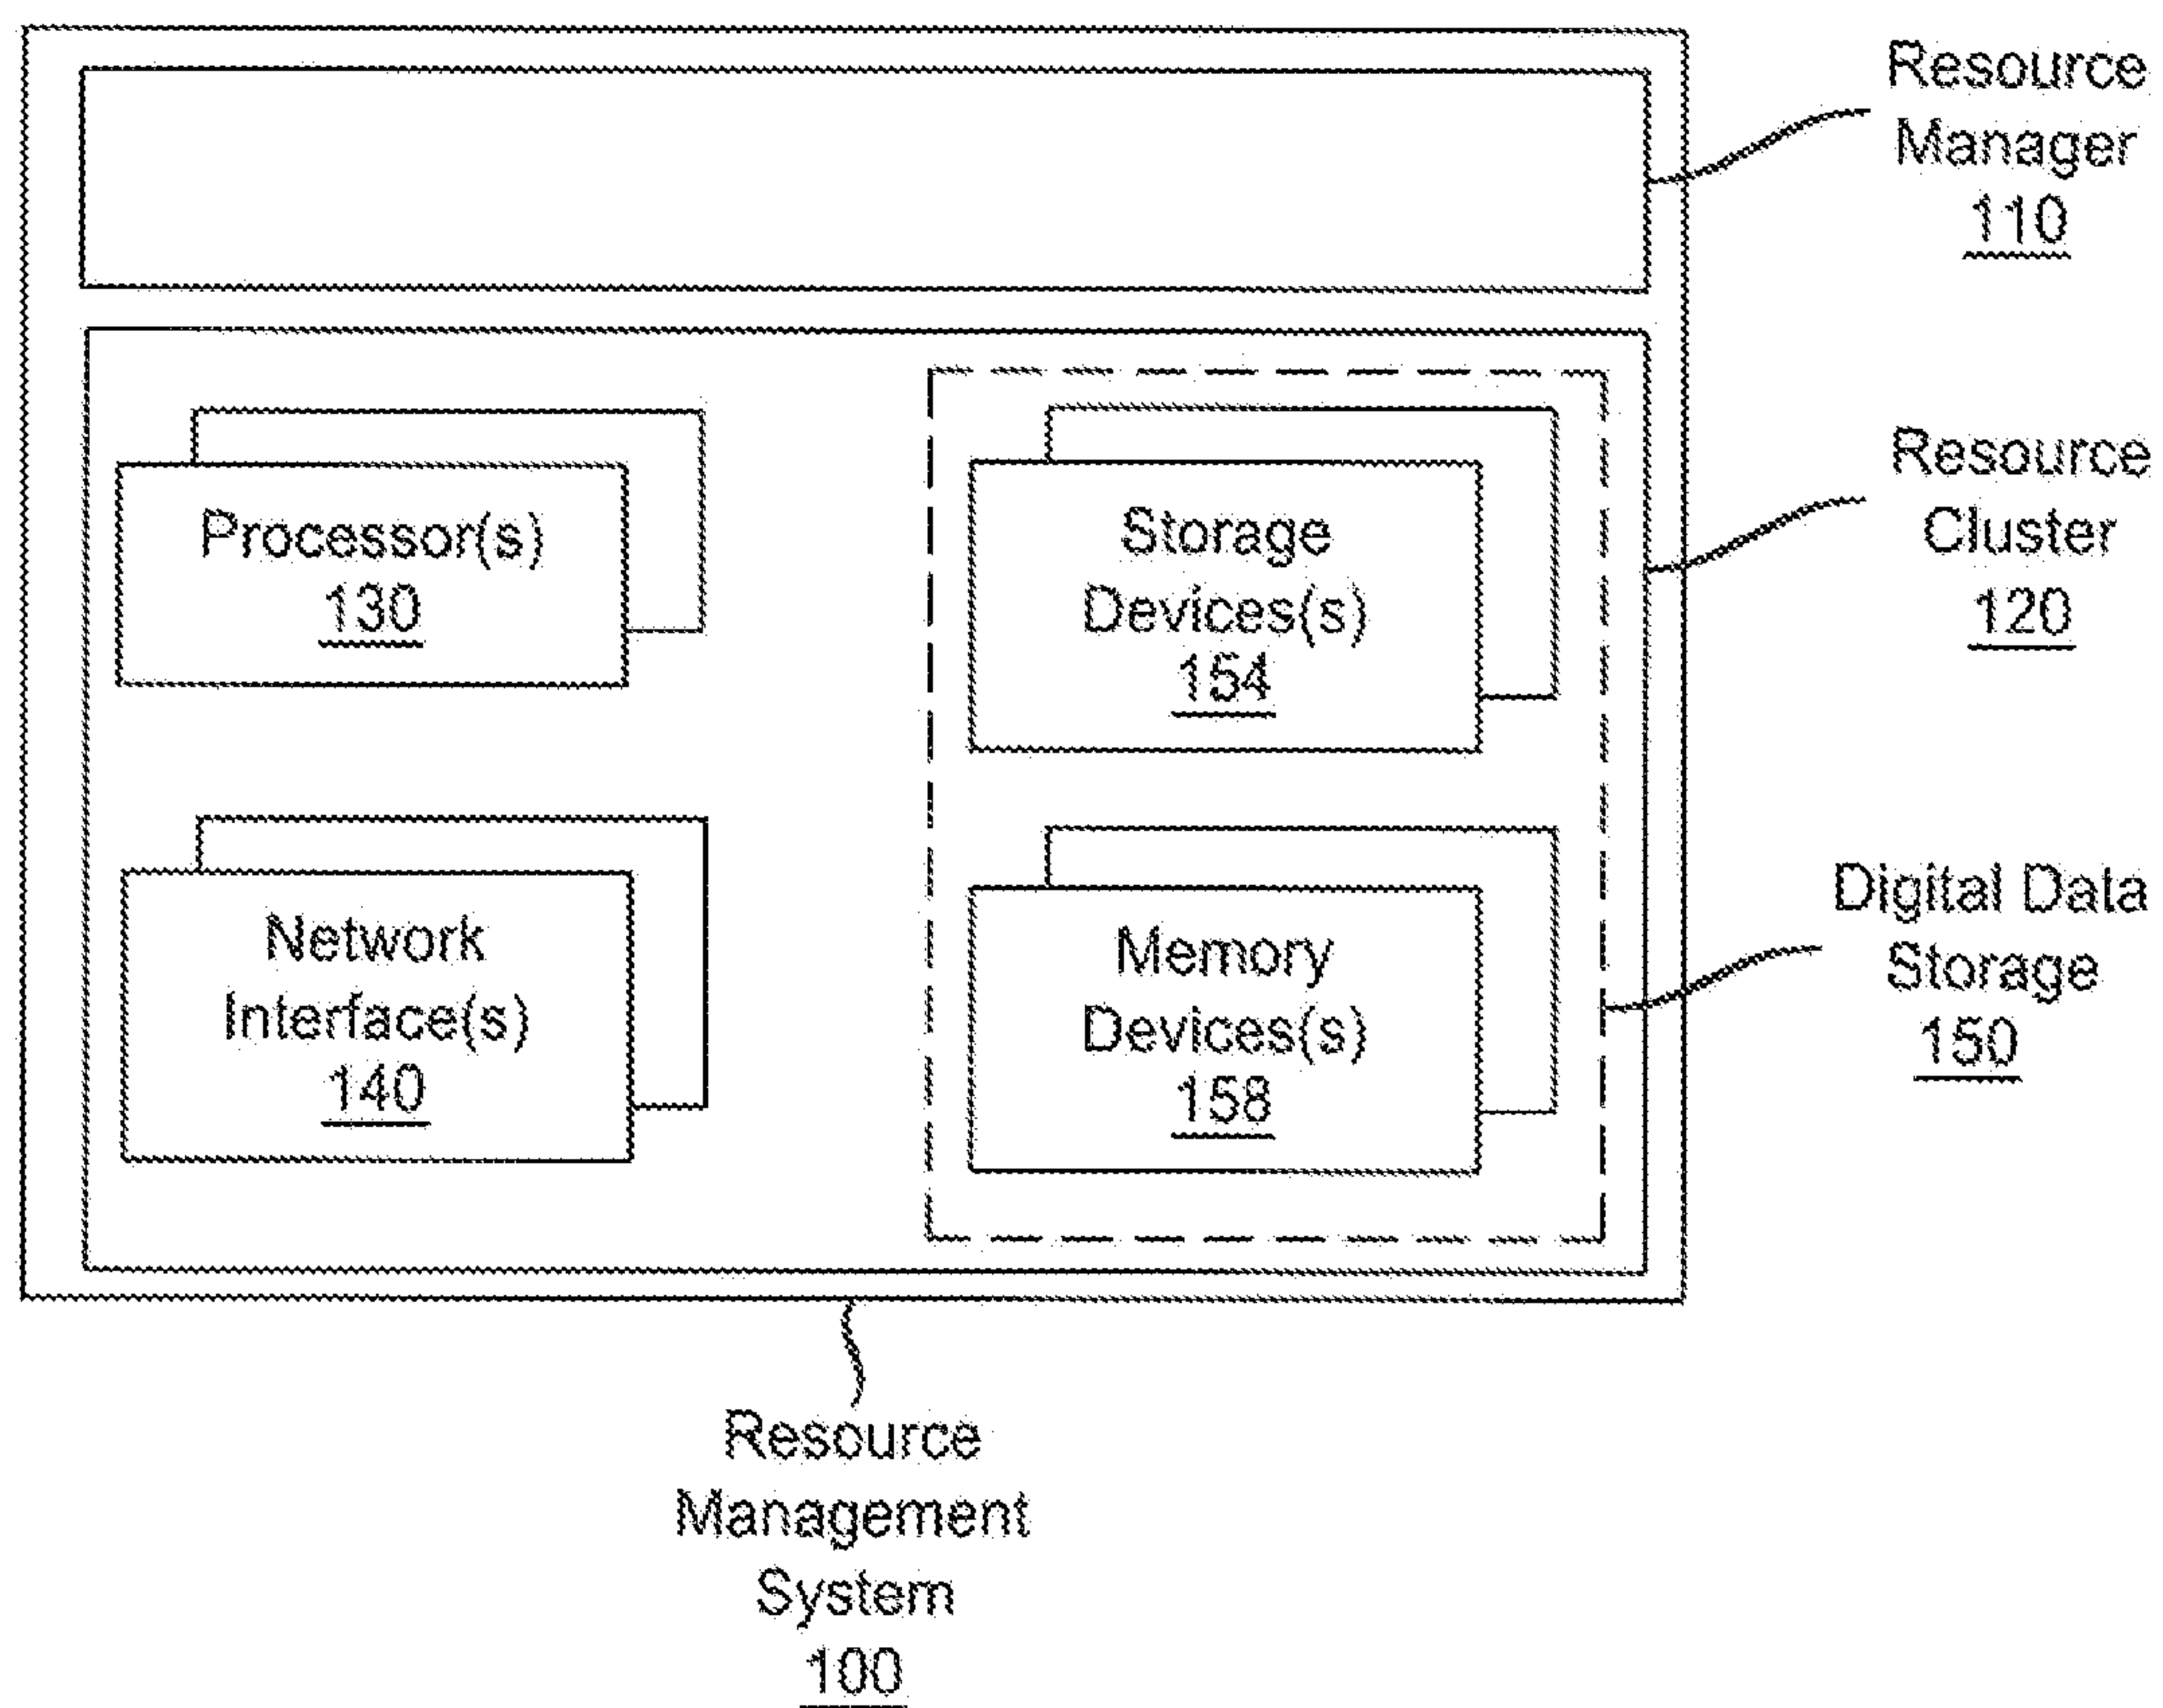 Resource
Manager
110
Processor(s)
130
Storage
Devices(s)
154
Resource
Cluster
120
Network
Interface(s)
140
Memory
Devices(s)
158
Digital Data
Storage
150
Resource
Management
System
100